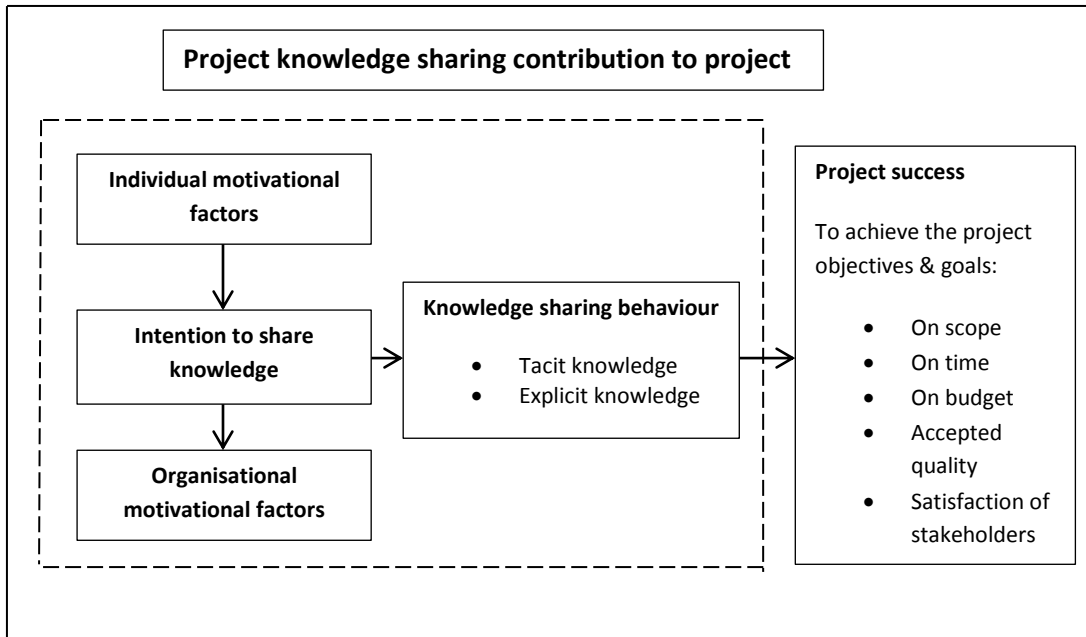 Project knowledge sharing contribution to project
Individual motivational
factors
Intention to share
knowledge
Organisational
motivational factors
Knowledge sharing behaviour
• Tacit knowledge
• Explicit knowledge
Project success
To achieve the project
objectives & goals:
• On scope
• On time
• On budget
• Accepted
quality
• Satisfaction of
stakeholders